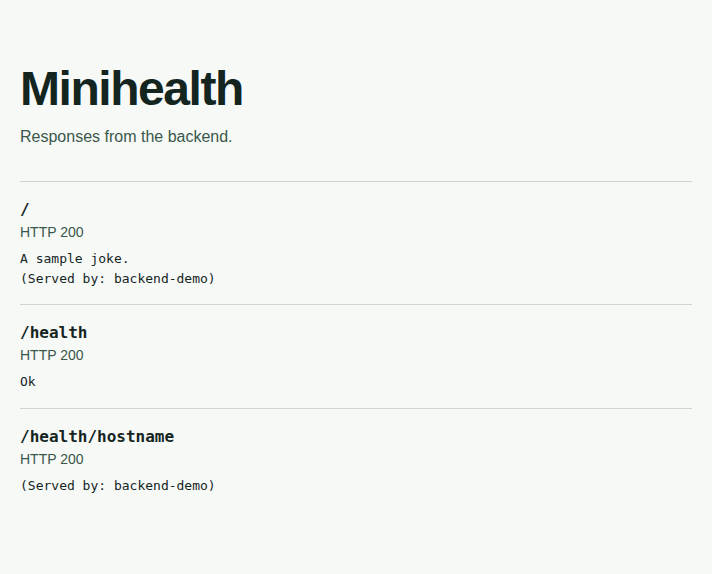 Minihealth
Responses from the backend.
/
HTTP 200
A sample joke.
(Served by: backend-demo)
/health
HTTP 200
Ok
/health/hostname
HTTP 200
(Served by: backend-demo)